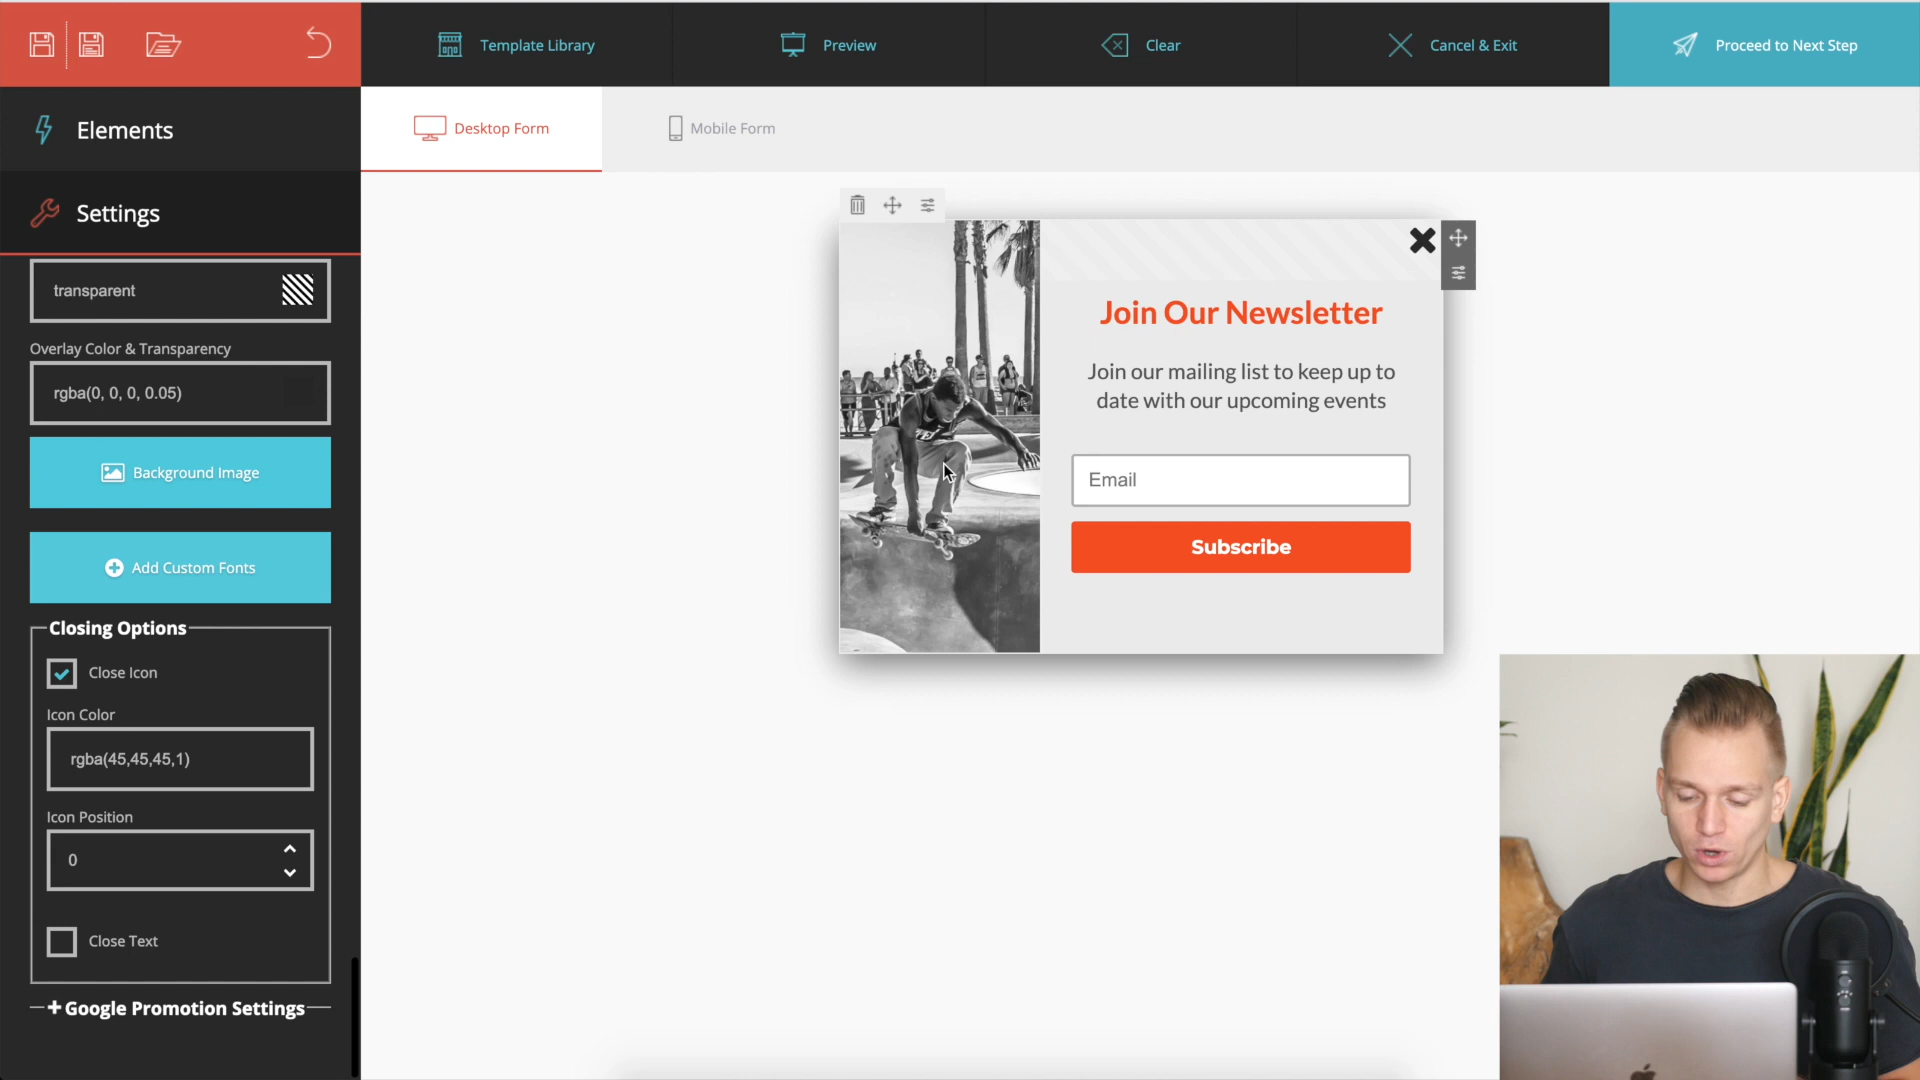 Template Library
Preview
Clear
Cancel & Exit
Proceed to Next Step
Elements
Desktop Form
Mobile Form
Settings
transparent
Overlay Color & Transparency
rgba(0, 0, 0, 0.05)
Background Image
Add Custom Fonts
Closing Options
Close Icon
Icon Color
rgba(45,45,45,1)
Icon Position
0
Close Text
Google Promotion Settings
Join Our Newsletter
Join our mailing list to keep up to
date with our upcoming events
Email
Subscribe